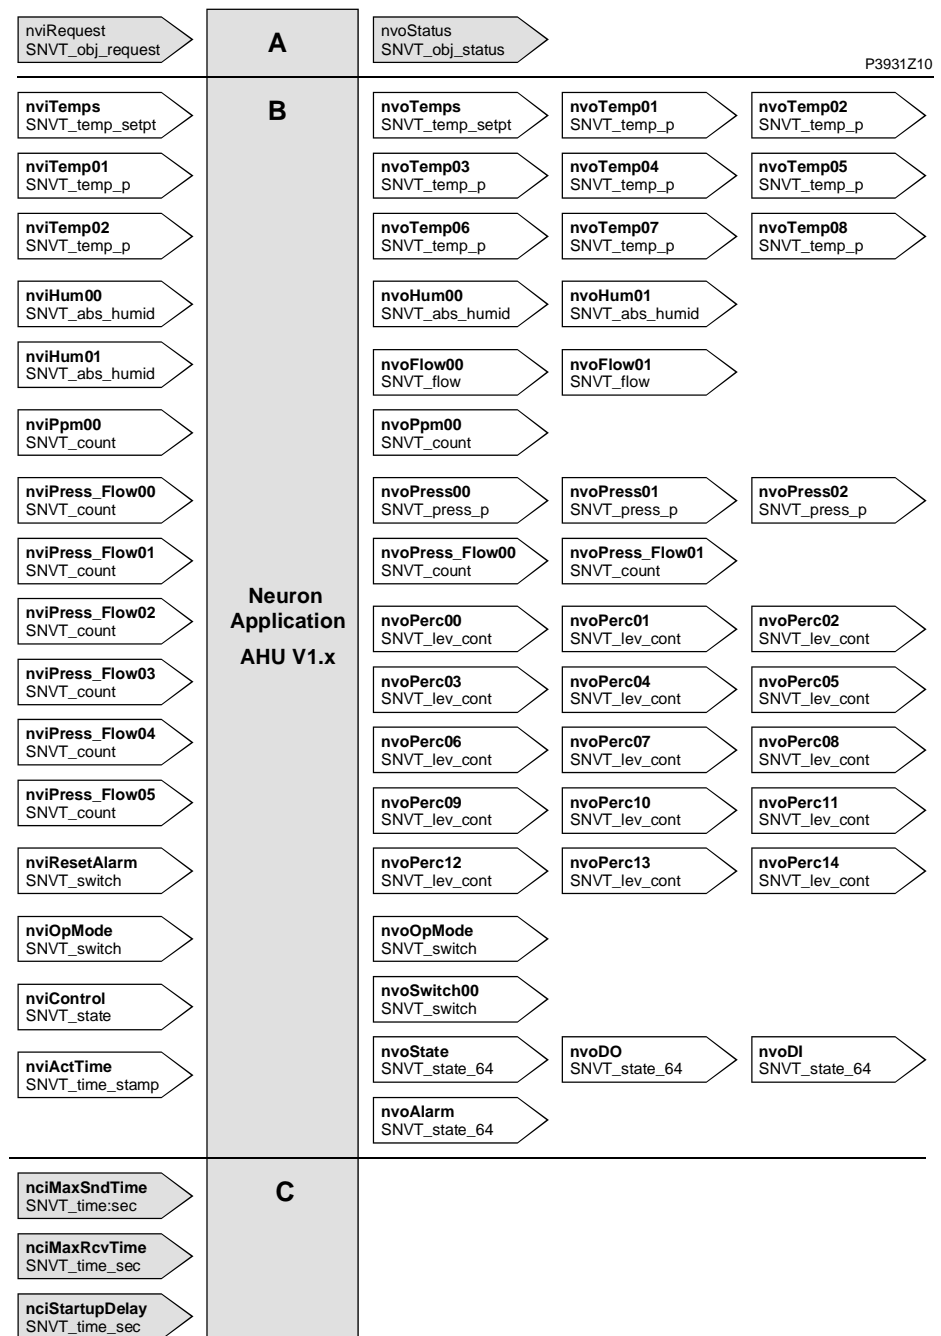 nviRequest
SNVT_obj_request
A
nvoStatus
SNVT_obj_status
P3931Z10
nviTemps
SNVT_temp_setpt
B
nvoTemps
SNVT_temp_setpt
nvoTemp01
SNVT_temp_p
nvoTemp02
SNVT_temp_p
nviTemp01
SNVT_temp_p
nvoTemp03
SNVT_temp_p
nvoTemp04
SNVT_temp_p
nvoTemp05
SNVT_temp_p
nviTemp02
SNVT_temp_p
nvoTemp06
SNVT_temp_p
nvoTemp07
SNVT_temp_p
nvoTemp08
SNVT_temp_p
nviHum00
SNVT_abs_humid
nvoHum00
SNVT_abs_humid
nvoHum01
SNVT_abs_humid
nviHum01
SNVT_abs_humid
nvoFlow00
SNVT_flow
nvoFlow01
SNVT_flow
nviPpm00
SNVT_count
nvoPpm00
SNVT_count
nviPress_Flow00
SNVT_count
nvoPress00
SNVT_press_p
nvoPress01
SNVT_press_p
nvoPress02
SNVT_press_p
nviPress_Flow01
SNVT_count
nvoPress_Flow00
SNVT_count
nvoPress_Flow01
SNVT_count
Neuron
Application
AHU V1.x
nviPress_Flow02
SNVT_count
nvoPerc00
SNVT_lev_cont
nvoPerc01
SNVT_lev_cont
nvoPerc02
SNVT_lev_cont
nviPress_Flow03
SNVT_count
nvoPerc03
SNVT_lev_cont
nvoPerc04
SNVT_lev_cont
nvoPerc05
SNVT_lev_cont
nviPress_Flow04
SNVT_count
nvoPerc06
SNVT_lev_cont
nvoPerc07
SNVT_lev_cont
nvoPerc08
SNVT_lev_cont
nviPress_Flow05
SNVT_count
nvoPerc09
SNVT_lev_cont
nvoPerc10
SNVT_lev_cont
nvoPerc11
SNVT_lev_cont
nviResetAlarm
SNVT_switch
nvoPerc12
SNVT_lev_cont
nvoPerc13
SNVT_lev_cont
nvoPerc14
SNVT_lev_cont
nviOpMode
SNVT_switch
nvoOpMode
SNVT_switch
nviControl
SNVT_state
nvoSwitch00
SNVT_switch
nviActTime
SNVT_time_stamp
nvoState
SNVT_state_64
nvoDO
SNVT_state_64
nvoDI
SNVT_state_64
nvoAlarm
SNVT_state_64
nciMaxSndTime
SNVT_time:sec
C
nciMaxRcvTime
SNVT_time_sec
nciStartupDelay
SNVT_time_sec